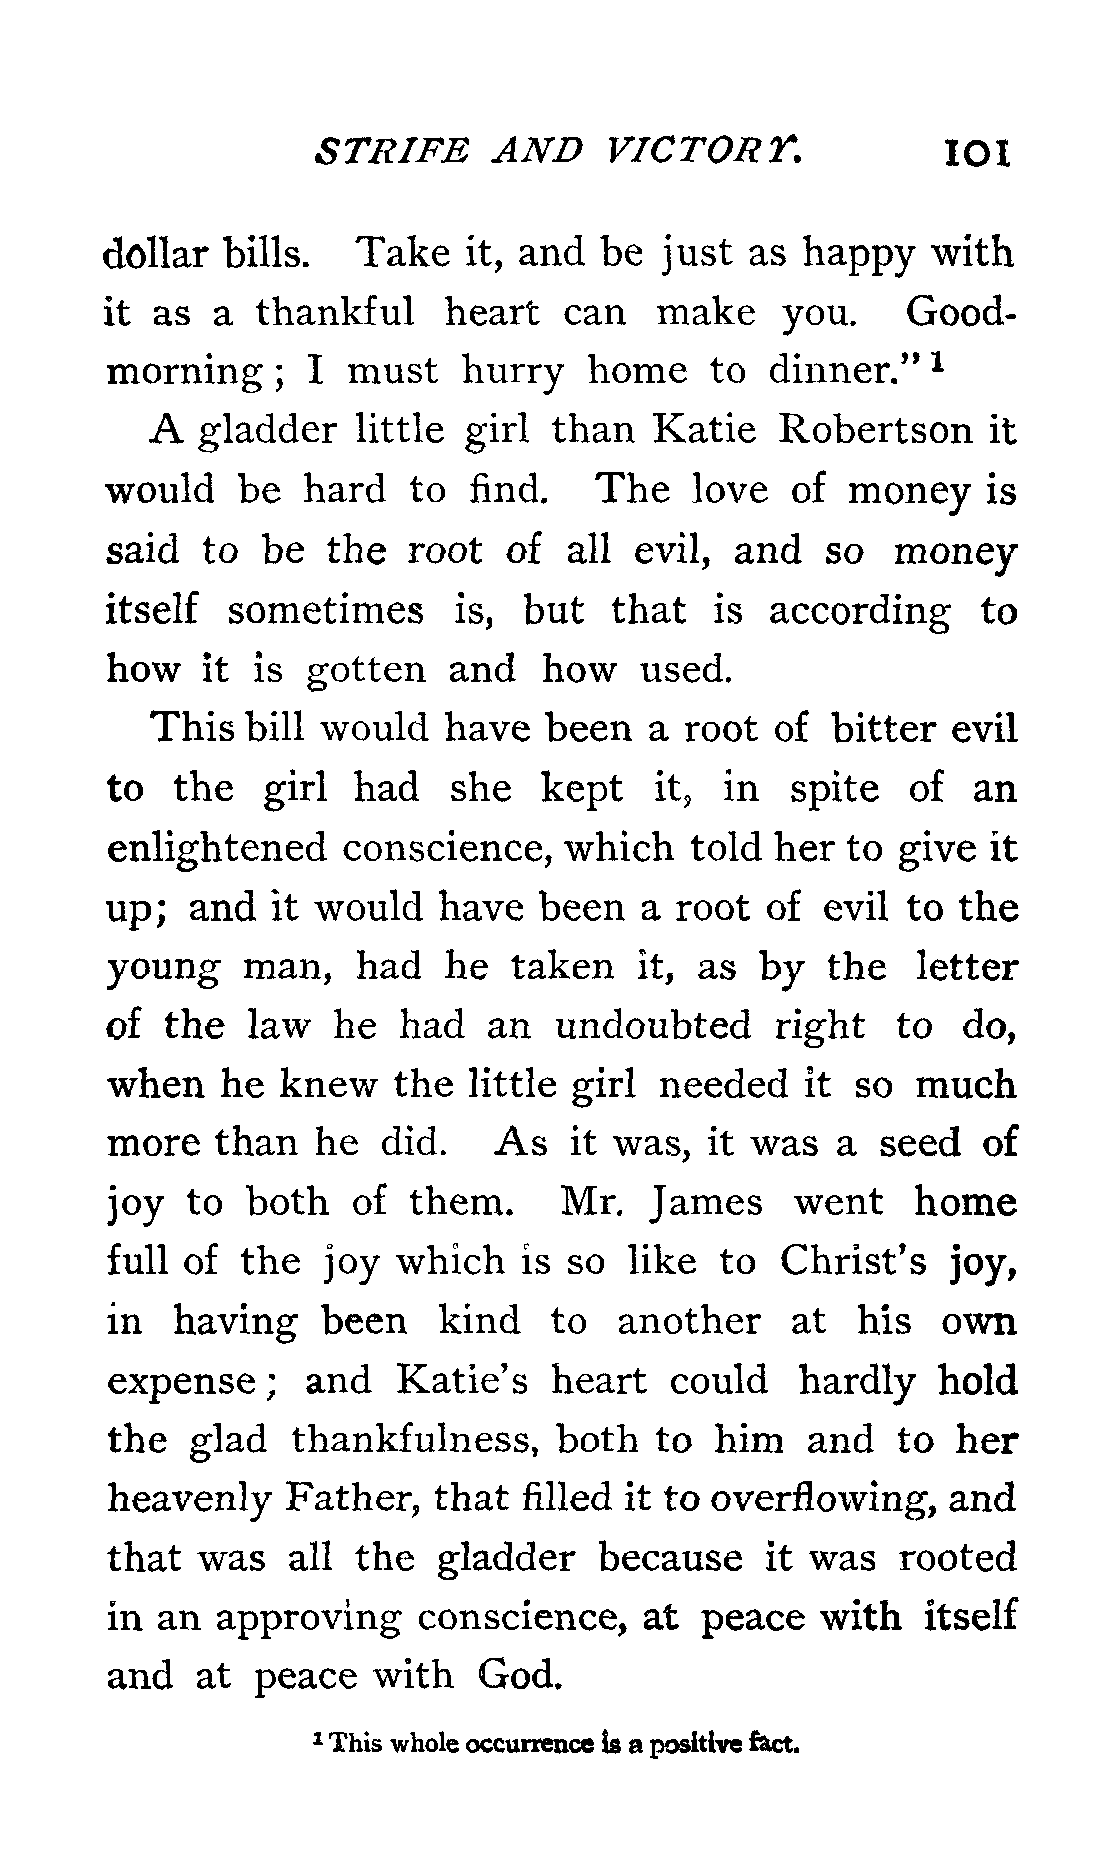 STRIFE AND VICTORY. 101
dollar bills. Take it, and be just as happy with
it as a thankful heart can make you. Good-
morning; I must hurry home to dinner." ¹
A gladder little girl than Katie Robertson it
would be hard to find. The love of money is
said to be the root of all evil, and so money
itself sometimes is, but that is according to
how it is gotten and how used.
This bill would have been a root of bitter evil
to the girl had she kept it, in spite of an
enlightened conscience, which told her to give it
up; and it would have been a root of evil to the
young man, had he taken it, as by the letter
of the law he had an undoubted right to do,
when he knew the little girl needed it so much
more than he did. As it was, it was a seed of
joy to both of them. Mr. James went home
full of the joy which is so like to Christ's joy,
in having been kind to another at his own
expense; and Katie's heart could hardly hold
the glad thankfulness, both to him and to her
heavenly Father, that filled it to overflowing, and
that was all the gladder because it was rooted
in an approving conscience, at peace with itself
and at peace with God.
¹ This whole occurrence is a positive fact.